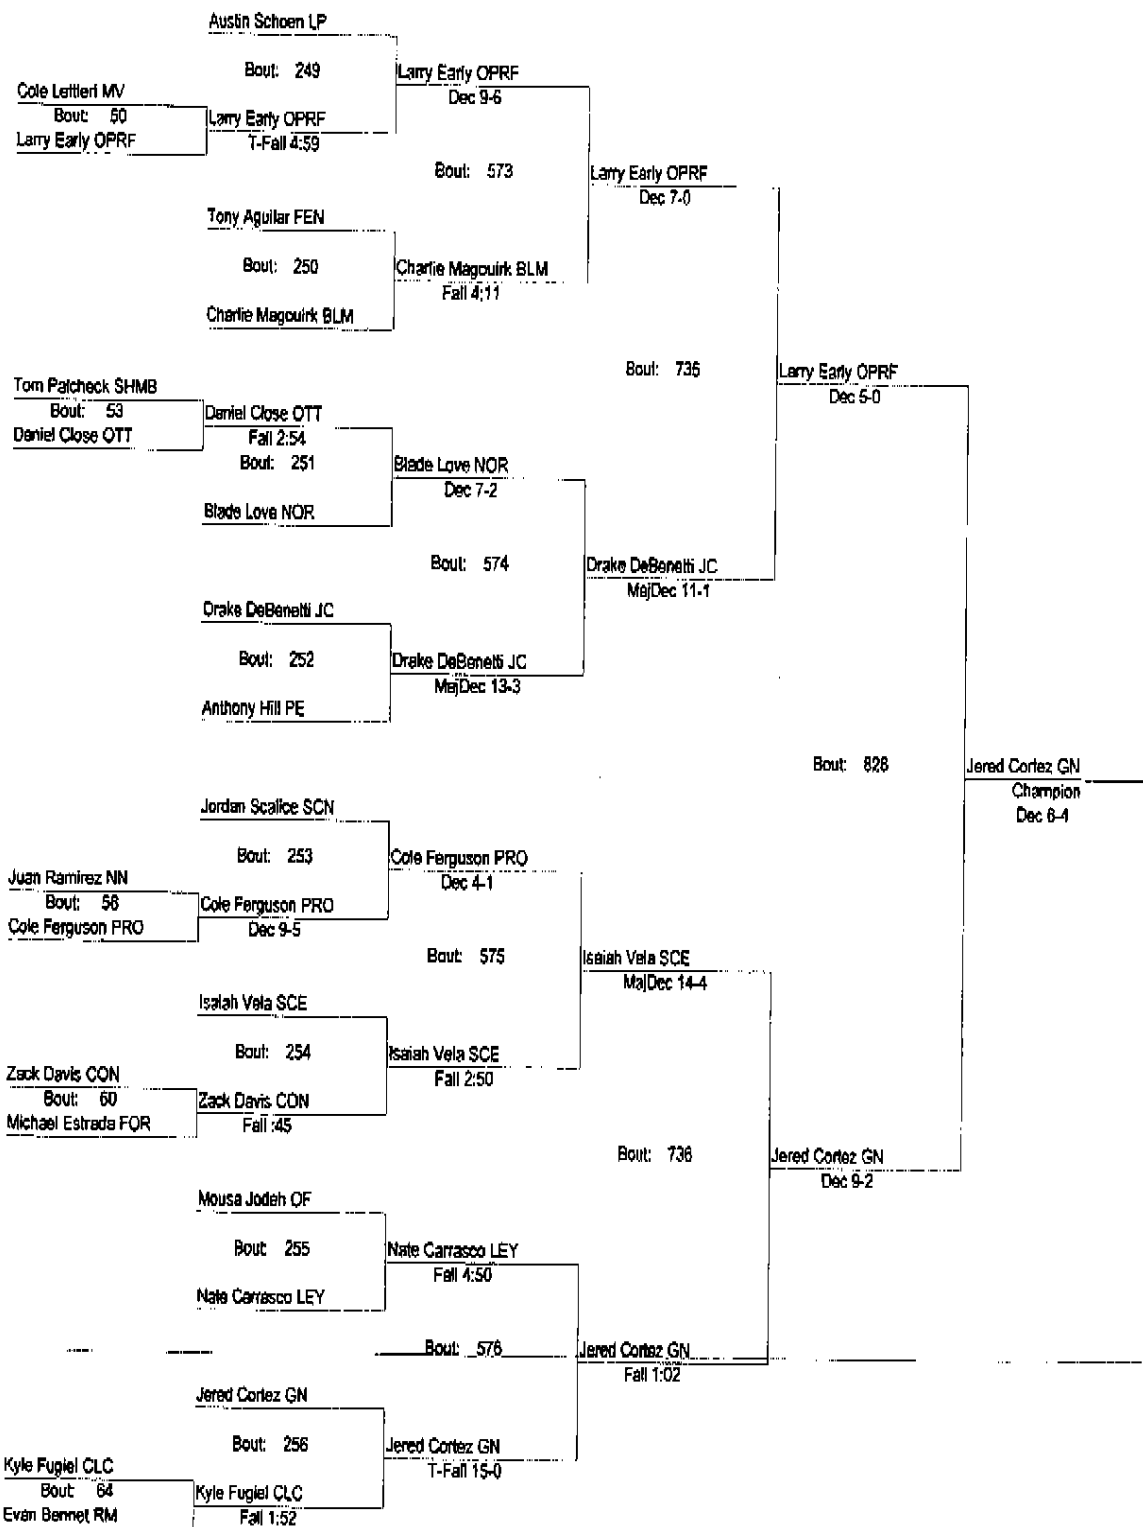 Austin Schoen LP
Bout: 249
Larry Early OPRF
Dec 9-6
Cole Lettieri MV
Bout: 50
Larry Early OPRF
Larry Early OPRF
T-Fall 4:59
Bout: 573
Larry Early OPRF
Dec 7-0
Tony Aguilar FEN
Bout: 250
Charlie Magouirk BLM
Fall 4:11
Charlie Magouirk BLM
Bout: 735
Larry Early OPRF
Dec 5-0
Tom Patcheck SHMB
Bout: 53
Daniel Close OTT
Daniel Close OTT
Fall 2:54
Bout: 251
Blade Love NOR
Dec 7-2
Blade Love NOR
Bout: 574
Drake DeBenetti JC
MajDec 11-1
Drake DeBenetti JC
Bout: 252
Drake DeBenetti JC
MajDec 13-3
Anthony Hill PE
Bout: 828
Jered Cortez GN
Champion
Dec 6-4
Jordan Scalice SCN
Bout: 253
Cole Ferguson PRO
Dec 4-1
Juan Ramirez NN
Bout: 56
Cole Ferguson PRO
Cole Ferguson PRO
Dec 9-5
Bout: 575
Isaiah Vela SCE
MajDec 14-4
Isaiah Vela SCE
Bout: 254
Isaiah Vela SCE
Fall 2:50
Zack Davis CON
Bout: 60
Michael Estrada FOR
Zack Davis CON
Fall :45
Bout: 736
Jered Cortez GN
Dec 9-2
Mousa Jodeh OF
Bout: 255
Nate Carrasco LEY
Fall 4:50
Nate Carrasco LEY
Bout: 576
Jered Cortez GN
Fall 1:02
Jered Cortez GN
Bout: 256
Jered Cortez GN
T-Fall 15-0
Kyle Fugiel CLC
Bout: 64
Evan Bennet RM
Kyle Fugiel CLC
Fall 1:52